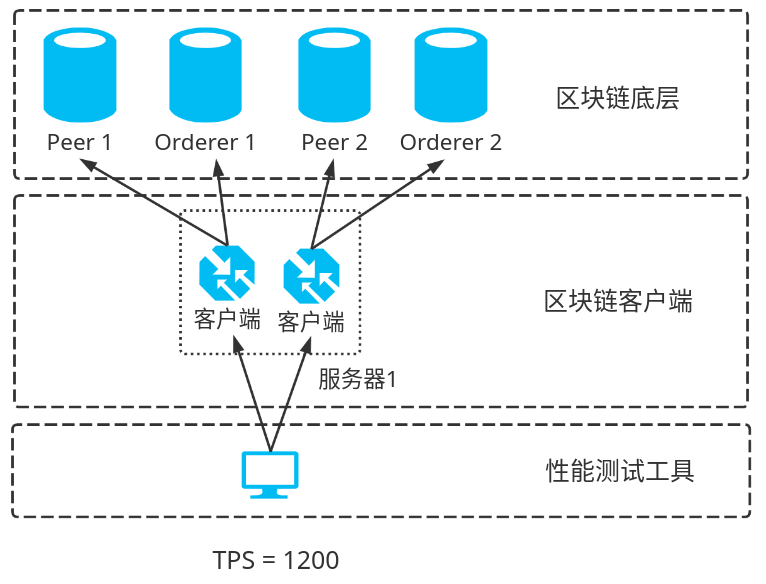 Peer 1
Orderer 1
Peer 2
Orderer 2
区块链底层
客户端
客户端
服务器1
区块链客户端
性能测试工具
TPS = 1200